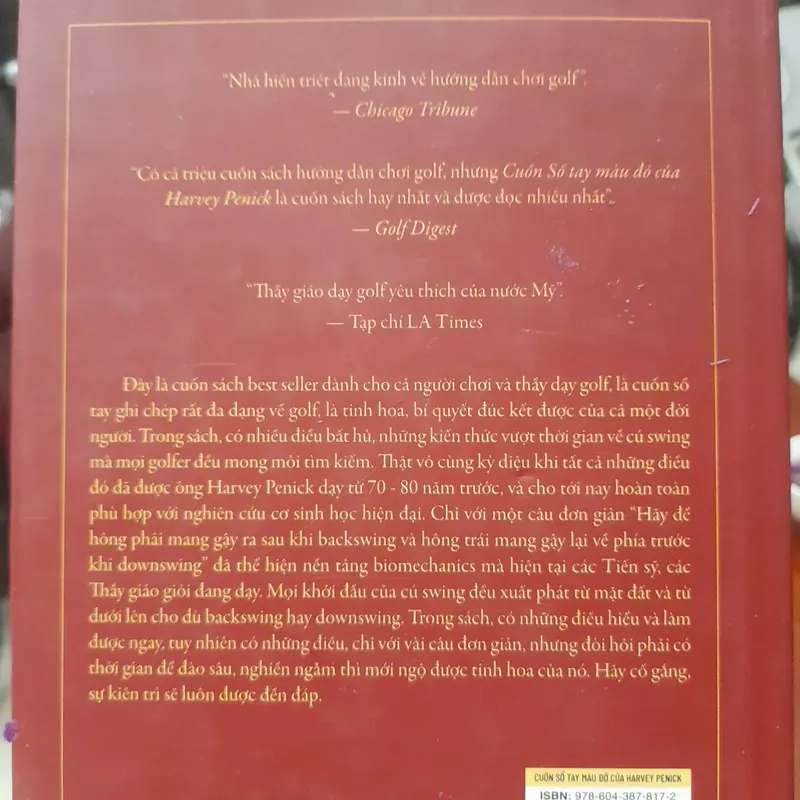 “Nhà hiền triết đáng kính về hướng dẫn chơi golf”.
— Chicago Tribune
“Có cả triệu cuốn sách hướng dẫn chơi golf, nhưng Cuốn Sổ tay màu đỏ của
Harvey Penick là cuốn sách hay nhất và được đọc nhiều nhất”.
— Golf Digest
“Thầy giáo dạy golf yêu thích của nước Mỹ”.
— Tạp chí LA Times
Đây là cuốn sách best seller dành cho cả người chơi và thầy dạy golf, là cuốn sổ
tay ghi chép rất đa dạng về golf, là tinh hoa, bí quyết đúc kết được của cả một đời
người. Trong sách, có nhiều điều bất hủ, những kiến thức vượt thời gian về cú swing
mà mọi golfer đều mong mỏi tìm kiếm. Thật vô cùng kỳ diệu khi tất cả những điều
đó đã được ông Harvey Penick dạy từ 70 - 80 năm trước, và cho tới nay hoàn toàn
phù hợp với nghiên cứu cơ sinh học hiện đại. Chỉ với một câu đơn giản “Hãy để
hông phải mang gậy ra sau khi backswing và hông trái mang gậy lại về phía trước
khi downswing” đã thể hiện nền tảng biomechanics mà hiện tại các Tiến sỹ, các
Thầy giáo giỏi đang dạy. Mọi khởi đầu của cú swing đều xuất phát từ mặt đất và từ
dưới lên cho dù backswing hay downswing. Trong sách, có những điều hiểu và làm
được ngay, tuy nhiên có những điều, chỉ với vài câu đơn giản, nhưng đòi hỏi phải có
thời gian để đào sâu, nghiền ngẫm thì mới ngộ được tinh hoa của nó. Hãy cố gắng,
sự kiên trì sẽ luôn được đền đáp.
CUỐN SỔ TAY MÀU ĐỎ CỦA HARVEY PENICK
ISBN: 978-604-387-817-2